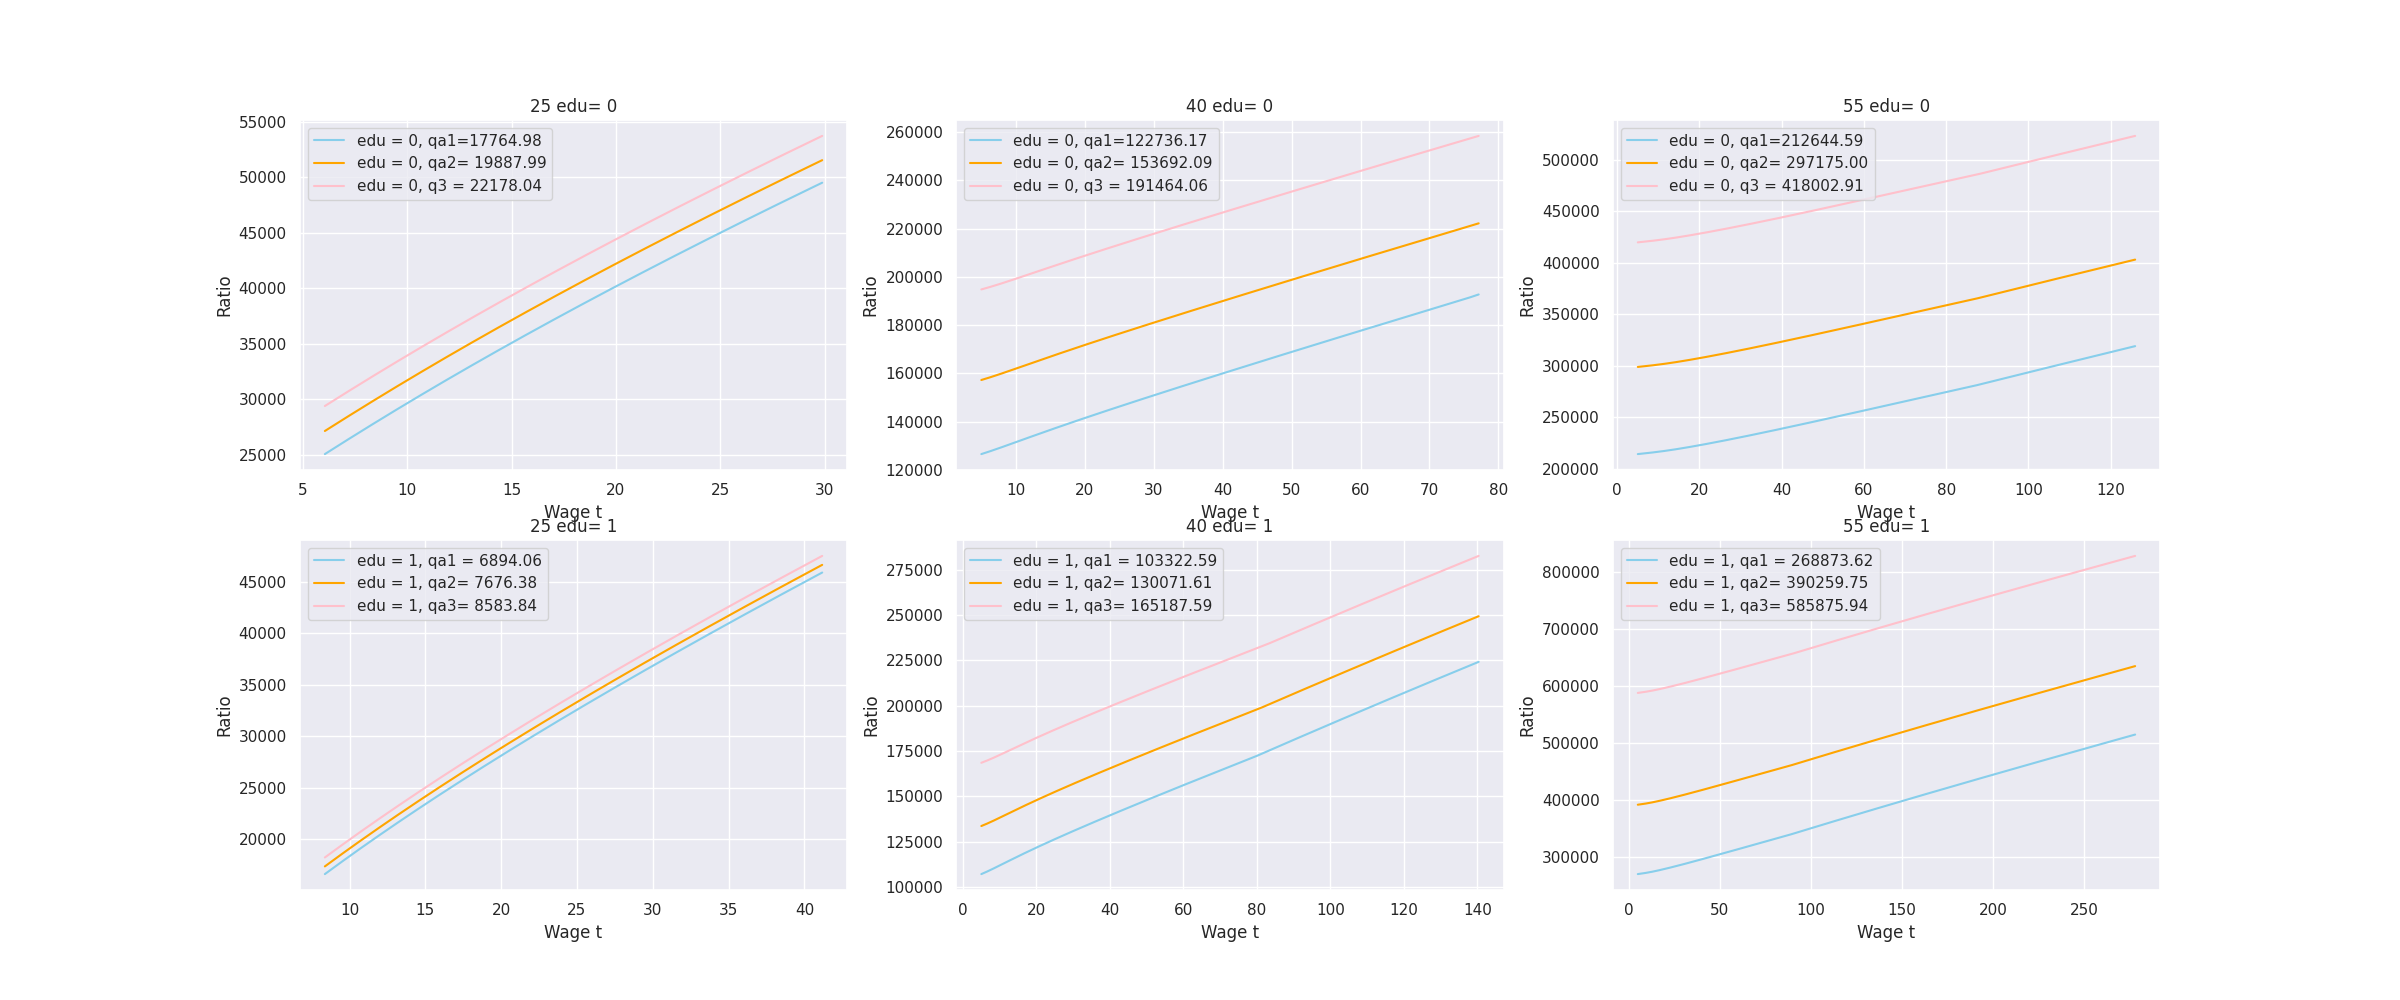 25 edu= 0
55000
50000
45000
40000
35000
30000
25000
Ratio
edu = 0, qa1=17764.98
edu = 0, qa2= 19887.99
edu = 0, q3 = 22178.04
5 10 15 20 25 30
Wage t
40 edu= 0
260000
240000
220000
200000
180000
160000
140000
120000
Ratio
edu = 0, qa1=122736.17
edu = 0, qa2= 153692.09
edu = 0, q3 = 191464.06
10 20 30 40 50 60 70 80
Wage t
55 edu= 0
500000
450000
400000
350000
300000
250000
200000
Ratio
edu = 0, qa1=212644.59
edu = 0, qa2= 297175.00
edu = 0, q3 = 418002.91
0 20 40 60 80 100 120
Wage t
25 edu= 1
45000
40000
35000
30000
25000
20000
Ratio
edu = 1, qa1 = 6894.06
edu = 1, qa2= 7676.38
edu = 1, qa3= 8583.84
10 15 20 25 30 35 40
Wage t
40 edu= 1
275000
250000
225000
200000
175000
150000
125000
100000
Ratio
edu = 1, qa1 = 103322.59
edu = 1, qa2= 130071.61
edu = 1, qa3= 165187.59
0 20 40 60 80 100 120 140
Wage t
55 edu= 1
800000
700000
600000
500000
400000
300000
Ratio
edu = 1, qa1 = 268873.62
edu = 1, qa2= 390259.75
edu = 1, qa3= 585875.94
0 50 100 150 200 250
Wage t